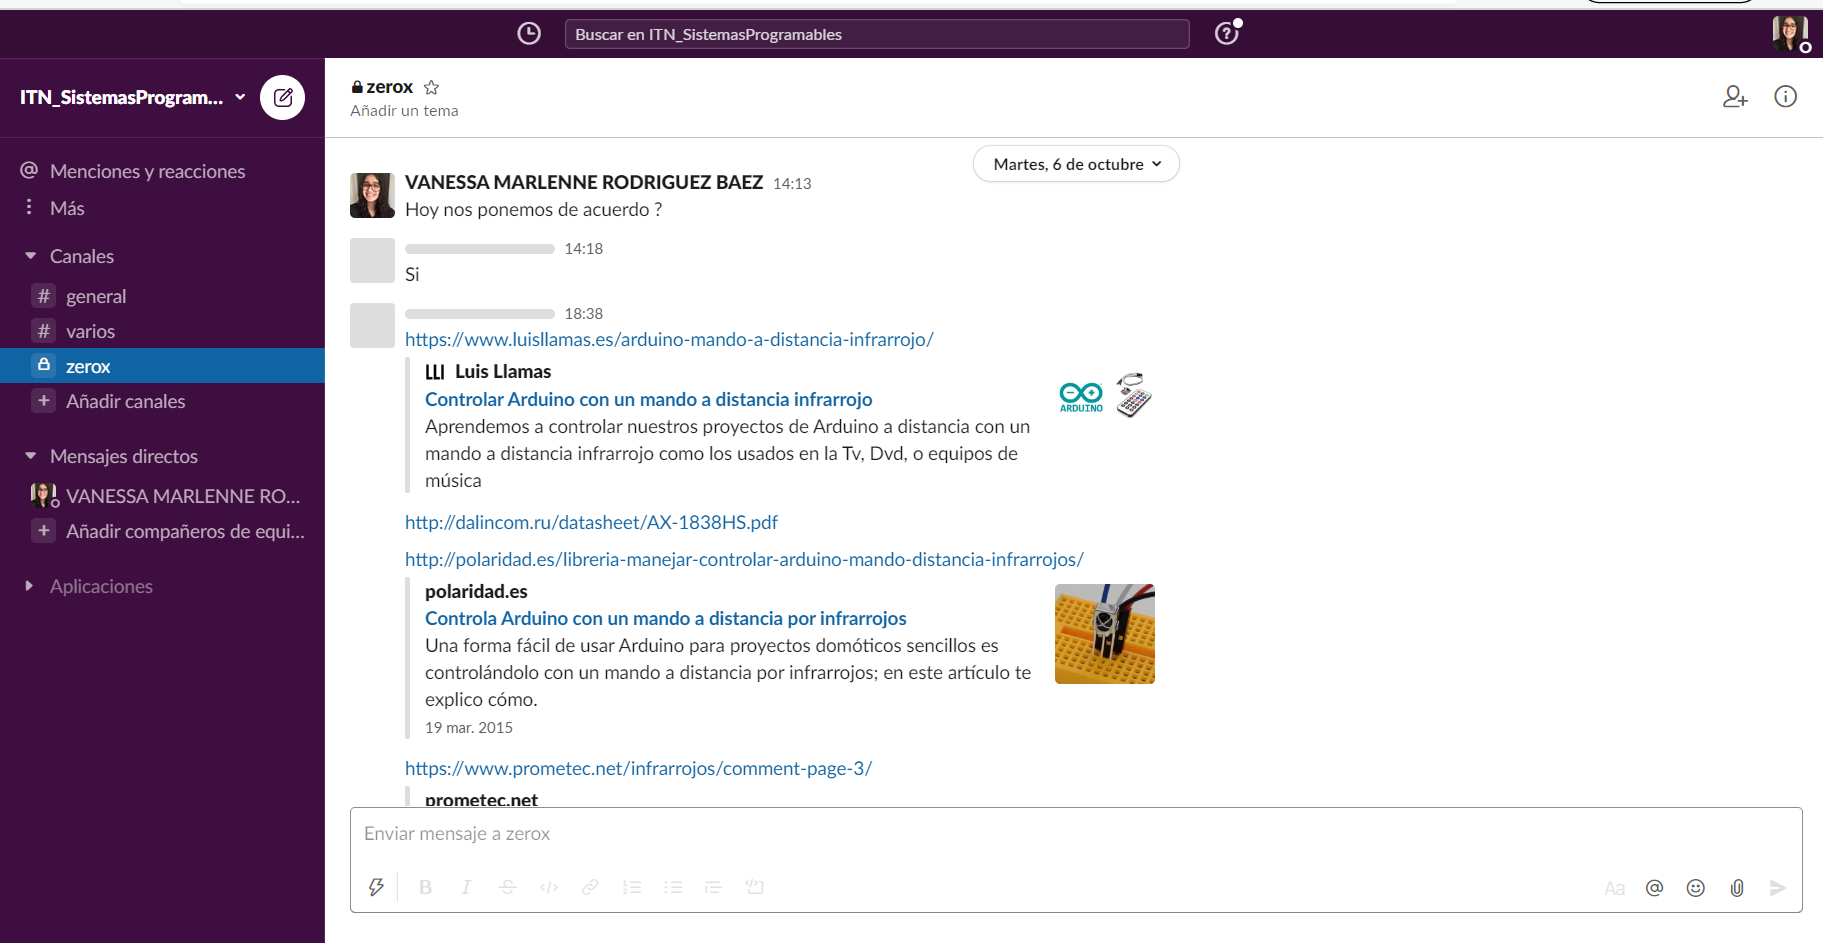 Buscar en ITN_SistemasProgramables
ITN_SistemasProgram...
Menciones y reacciones
Más
Canales
# general
# varios
zerox
+ Añadir canales
Mensajes directos
VANESSA MARLENNE RO...
+ Añadir compañeros de equi...
Aplicaciones
zerox
Añadir un tema
Martes, 6 de octubre
VANESSA MARLENNE RODRIGUEZ BAEZ 14:13
Hoy nos ponemos de acuerdo ?
14:18
Si
18:38
https://www.luisllamas.es/arduino-mando-a-distancia-infrarrojo/
Luis Llamas
Controlar Arduino con un mando a distancia infrarrojo
Aprendemos a controlar nuestros proyectos de Arduino a distancia con un
mando a distancia infrarrojo como los usados en la Tv, Dvd, o equipos de
música
ARDUINO
http://dalincom.ru/datasheet/AX-1838HS.pdf
http://polaridad.es/libreria-manejar-controlar-arduino-mando-distancia-infrarrojos/
polaridad.es
Controla Arduino con un mando a distancia por infrarrojos
Una forma fácil de usar Arduino para proyectos domóticos sencillos es
controlándolo con un mando a distancia por infrarrojos; en este artículo te
explico cómo.
19 mar. 2015
https://www.prometec.net/infrarrojos/comment-page-3/
prometec.net
Enviar mensaje a zerox
B I S </> Aa @